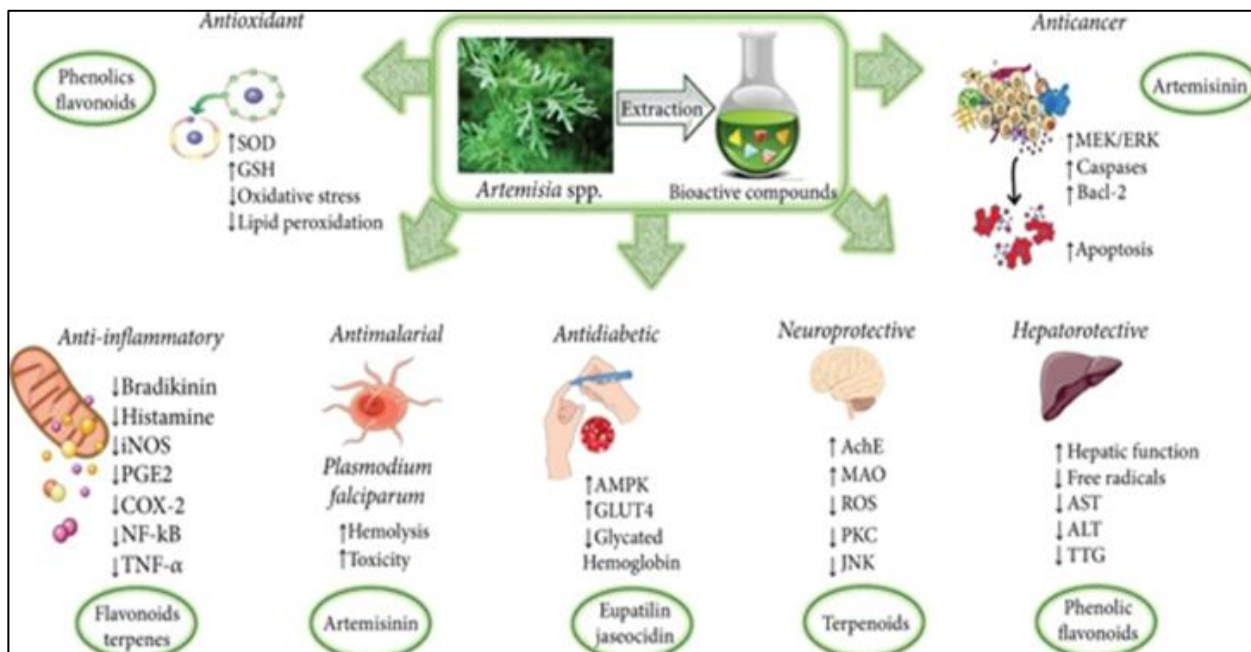 Antioxidant
Phenolics
flavonoids
↑SOD
↑GSH
↓Oxidative stress
↓Lipid peroxidation
Artemisia spp.
Extraction
Bioactive compounds
Anticancer
Artemisinin
↑MEK/ERK
↑Caspases
↑Bacl-2
↑Apoptosis
Anti-inflammatory
↓Bradikinin
↓Histamine
↓iNOS
↓PGE2
↓COX-2
↓NF-kB
↓TNF-α
Flavonoids
terpenes
Antimalarial
Plasmodium
falciparum
↑Hemolysis
↑Toxicity
Artemisinin
Antidiabetic
↑AMPK
↑GLUT4
↓Glycated
Hemoglobin
Eupatilin
jaseocidin
Neuroprotective
↑AchE
↑MAO
↓ROS
↓PKC
↓JNK
Terpenoids
Hepatorotective
↑Hepatic function
↓Free radicals
↓AST
↓ALT
↓TTG
Phenolic
flavonoids